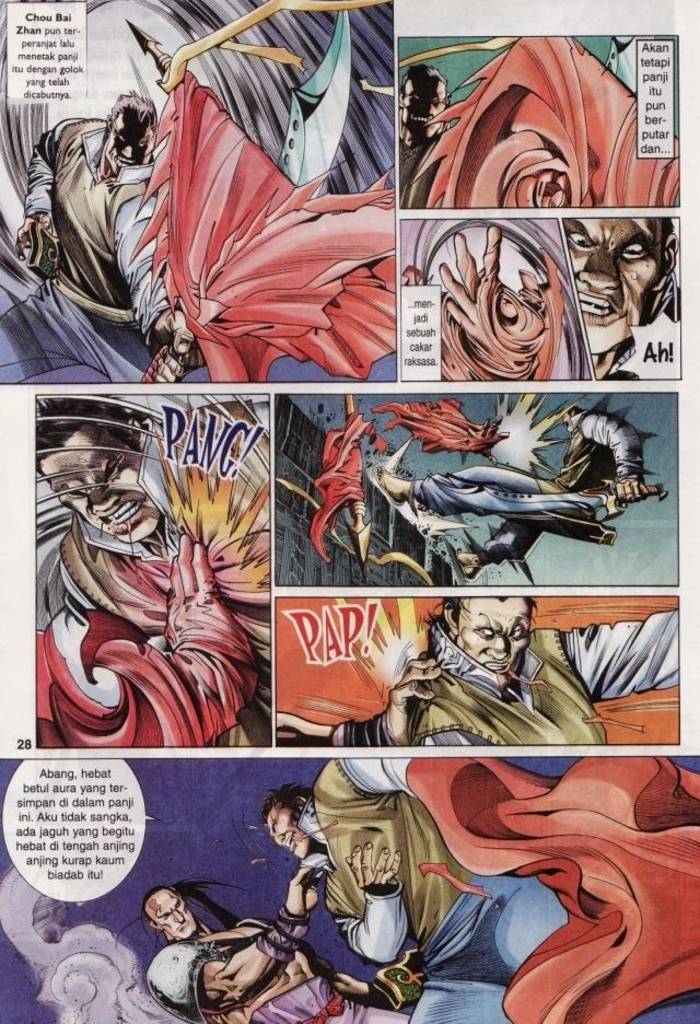 Chou Bai
Zhan pun ter-
peranjat lalu
menetak panji
itu dengan golok
yang telah
dicabutnya.
Akan
tetapi
panji
itu
pun
ber-
putar
dan...
...men-
jadi
sebuah
cakar
raksasa.
Ah!
PANG!
PAP!
28
Abang, hebat
betul aura yang ter-
simpan di dalam panji
ini. Aku tidak sangka,
ada jaguh yang begitu
hebat di tengah anjing
anjing kurap kaum
biadab itu!